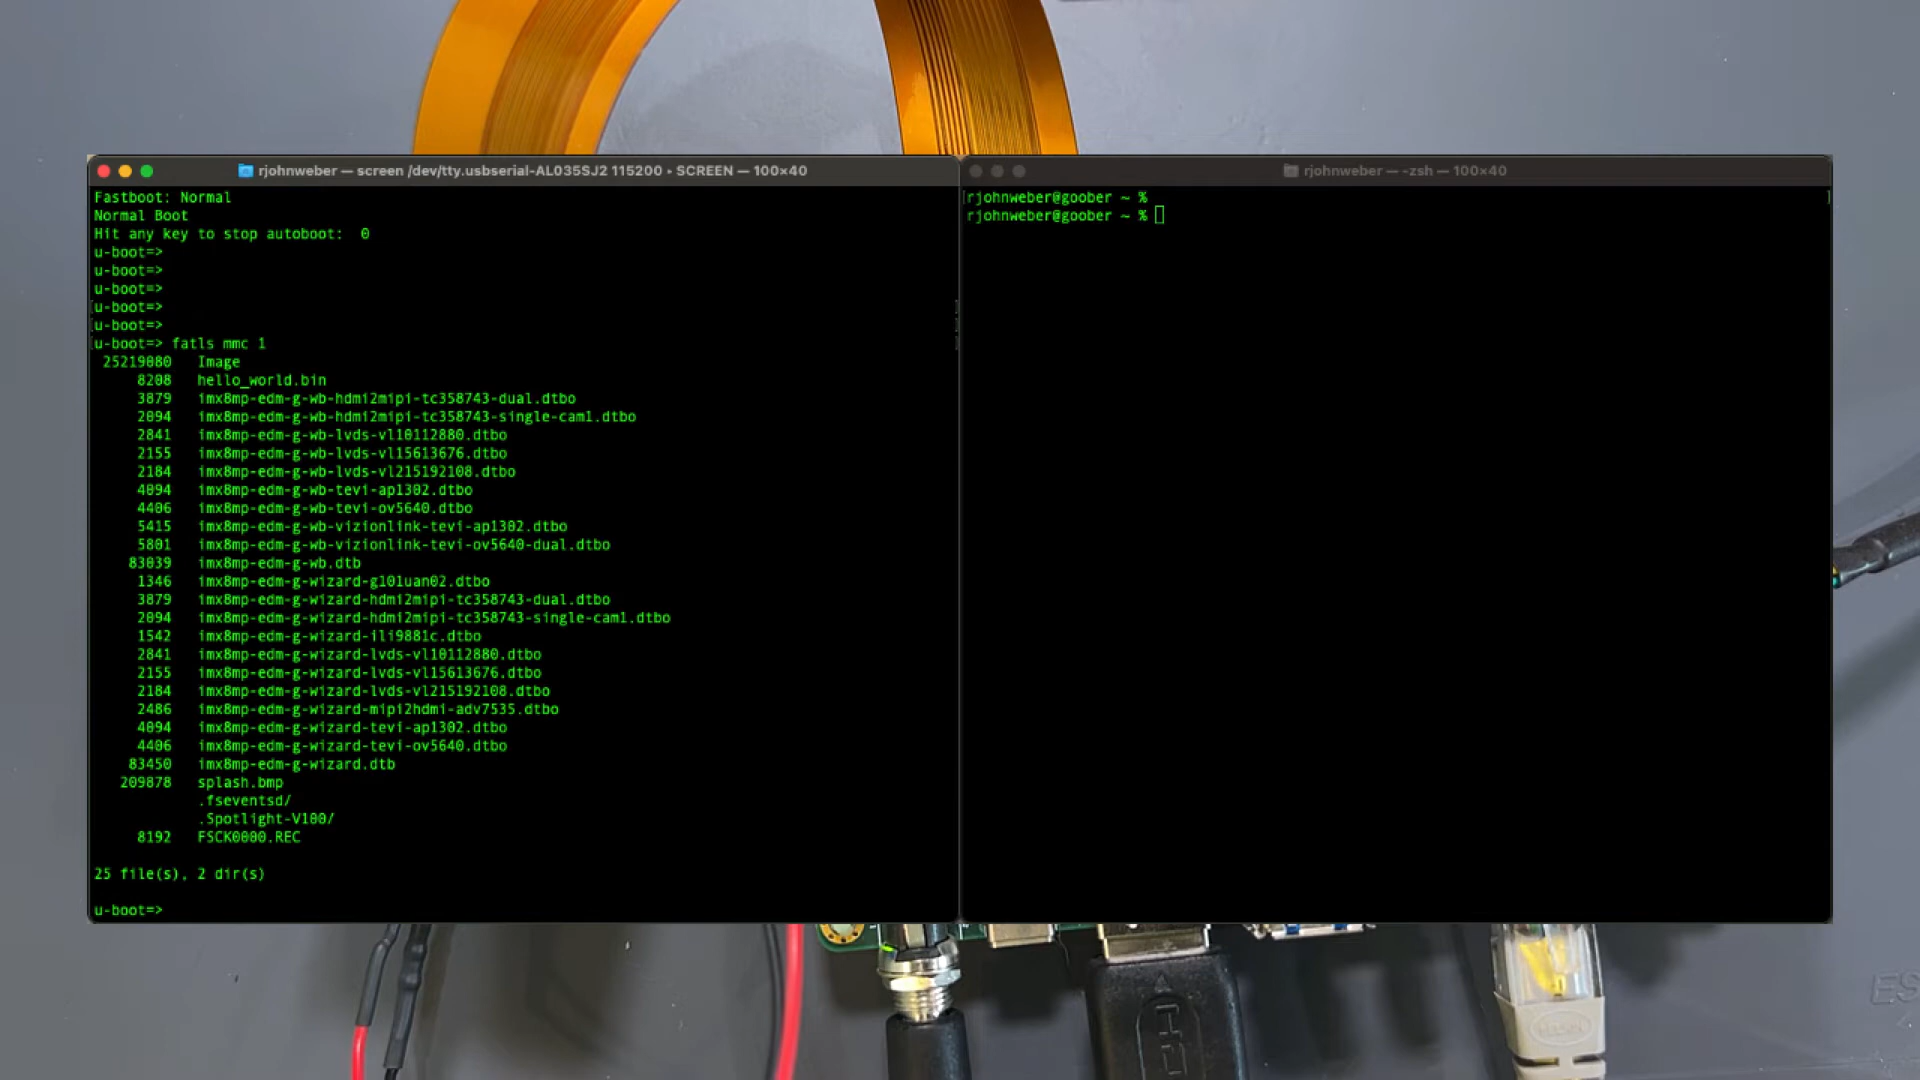 rjohnweber — screen /dev/tty.usbserial-AL035SJ2 115200 ▸ SCREEN — 100×40
Fastboot: Normal
Normal Boot
Hit any key to stop autoboot:  0
u-boot=>
u-boot=>
u-boot=>
u-boot=>
u-boot=>
u-boot=> fatls mmc 1
25219080   Image
8208   hello_world.bin
3879   imx8mp-edm-g-wb-hdmi2mipi-tc358743-dual.dtbo
2094   imx8mp-edm-g-wb-hdmi2mipi-tc358743-single-cam1.dtbo
2841   imx8mp-edm-g-wb-lvds-vl10112880.dtbo
2155   imx8mp-edm-g-wb-lvds-vl15613676.dtbo
2184   imx8mp-edm-g-wb-lvds-vl215192108.dtbo
4094   imx8mp-edm-g-wb-tevi-ap1302.dtbo
4406   imx8mp-edm-g-wb-tevi-ov5640.dtbo
5415   imx8mp-edm-g-wb-vizionlink-tevi-ap1302.dtbo
5801   imx8mp-edm-g-wb-vizionlink-tevi-ov5640-dual.dtbo
83039   imx8mp-edm-g-wb.dtb
1346   imx8mp-edm-g-wizard-g101uan02.dtbo
3879   imx8mp-edm-g-wizard-hdmi2mipi-tc358743-dual.dtbo
2094   imx8mp-edm-g-wizard-hdmi2mipi-tc358743-single-cam1.dtbo
1542   imx8mp-edm-g-wizard-ili9881c.dtbo
2841   imx8mp-edm-g-wizard-lvds-vl10112880.dtbo
2155   imx8mp-edm-g-wizard-lvds-vl15613676.dtbo
2184   imx8mp-edm-g-wizard-lvds-vl215192108.dtbo
2486   imx8mp-edm-g-wizard-mipi2hdmi-adv7535.dtbo
4094   imx8mp-edm-g-wizard-tevi-ap1302.dtbo
4406   imx8mp-edm-g-wizard-tevi-ov5640.dtbo
83450   imx8mp-edm-g-wizard.dtb
209878   splash.bmp
.fseventsd/
.Spotlight-V100/
8192   FSCK0000.REC
25 file(s), 2 dir(s)
u-boot=>
rjohnweber — -zsh — 100×40
rjohnweber@goober ~ %
rjohnweber@goober ~ %